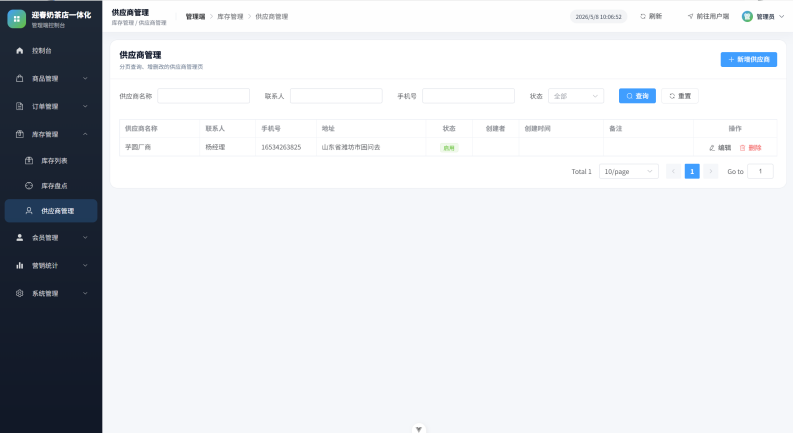 迎春奶茶店一体化
管理端控制台
控制台
商品管理
订单管理
库存管理
库存列表
库存盘点
供应商管理
会员管理
营销统计
系统管理
供应商管理
库存管理 / 供应商管理
管理端 > 库存管理 > 供应商管理
2026/5/8 10:06:52
刷新
前往用户端
管理员
供应商管理
分页查询、增删改的供应商管理页
+ 新增供应商
供应商名称
联系人
手机号
状态 全部
查询
重置
供应商名称 联系人 手机号 地址 状态 创建者 创建时间 备注 操作
芋圆厂商 杨经理 16534263825 山东省潍坊市困问去 启用 编辑 删除
Total 1 10/page < 1 > Go to 1